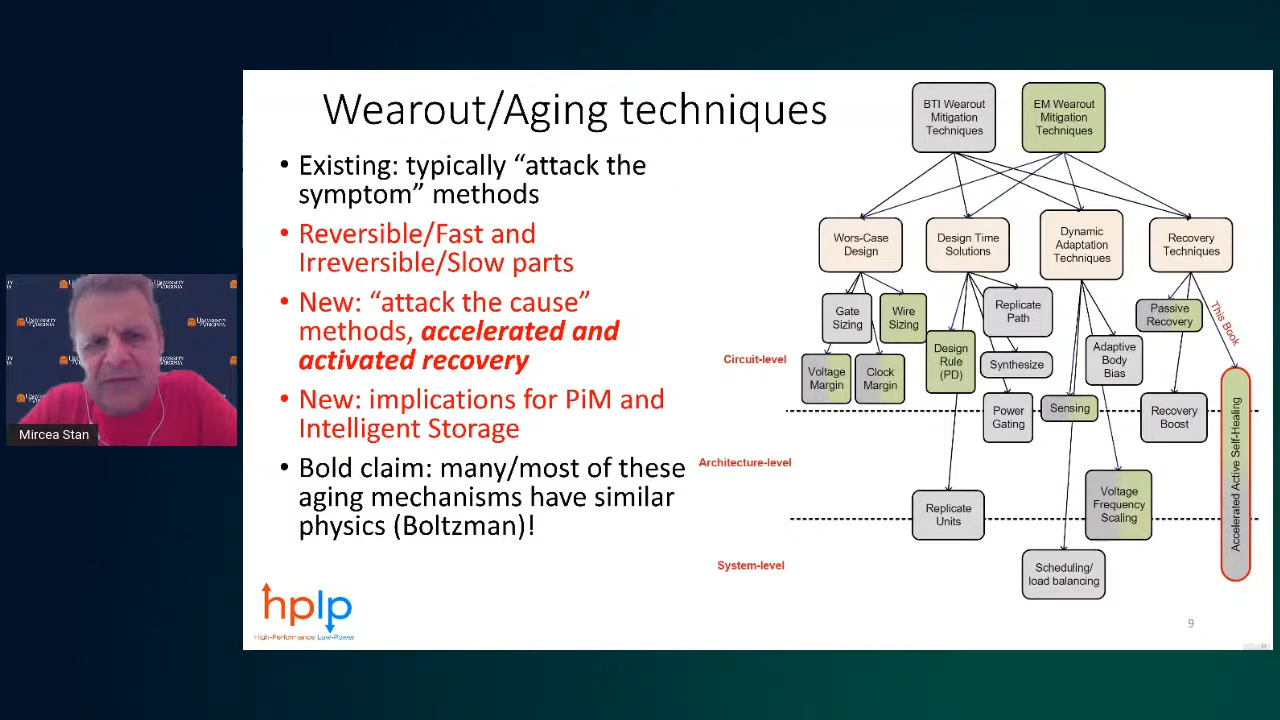 Wearout/Aging techniques
• Existing: typically “attack the
symptom” methods
• Reversible/Fast and
Irreversible/Slow parts
• New: “attack the cause”
methods, accelerated and
activated recovery
• New: implications for PiM and
Intelligent Storage
• Bold claim: many/most of these
aging mechanisms have similar
physics (Boltzman)!
BTI Wearout
Mitigation
Techniques
EM Wearout
Mitigation
Techniques
Wors-Case
Design
Design Time
Solutions
Dynamic
Adaptation
Techniques
Recovery
Techniques
Gate
Sizing
Wire
Sizing
Voltage
Margin
Clock
Margin
Design
Rule
(PD)
Replicate
Path
Synthesize
Power
Gating
Sensing
Adaptive
Body
Bias
Passive
Recovery
Recovery
Boost
This Book
Accelerated Active Self-Healing
Circuit-level
Architecture-level
System-level
Replicate
Units
Voltage
Frequency
Scaling
Scheduling/
load balancing
hplp
High-Performance Low-Power
9
Mircea Stan
UNIVERSITY
of VIRGINIA